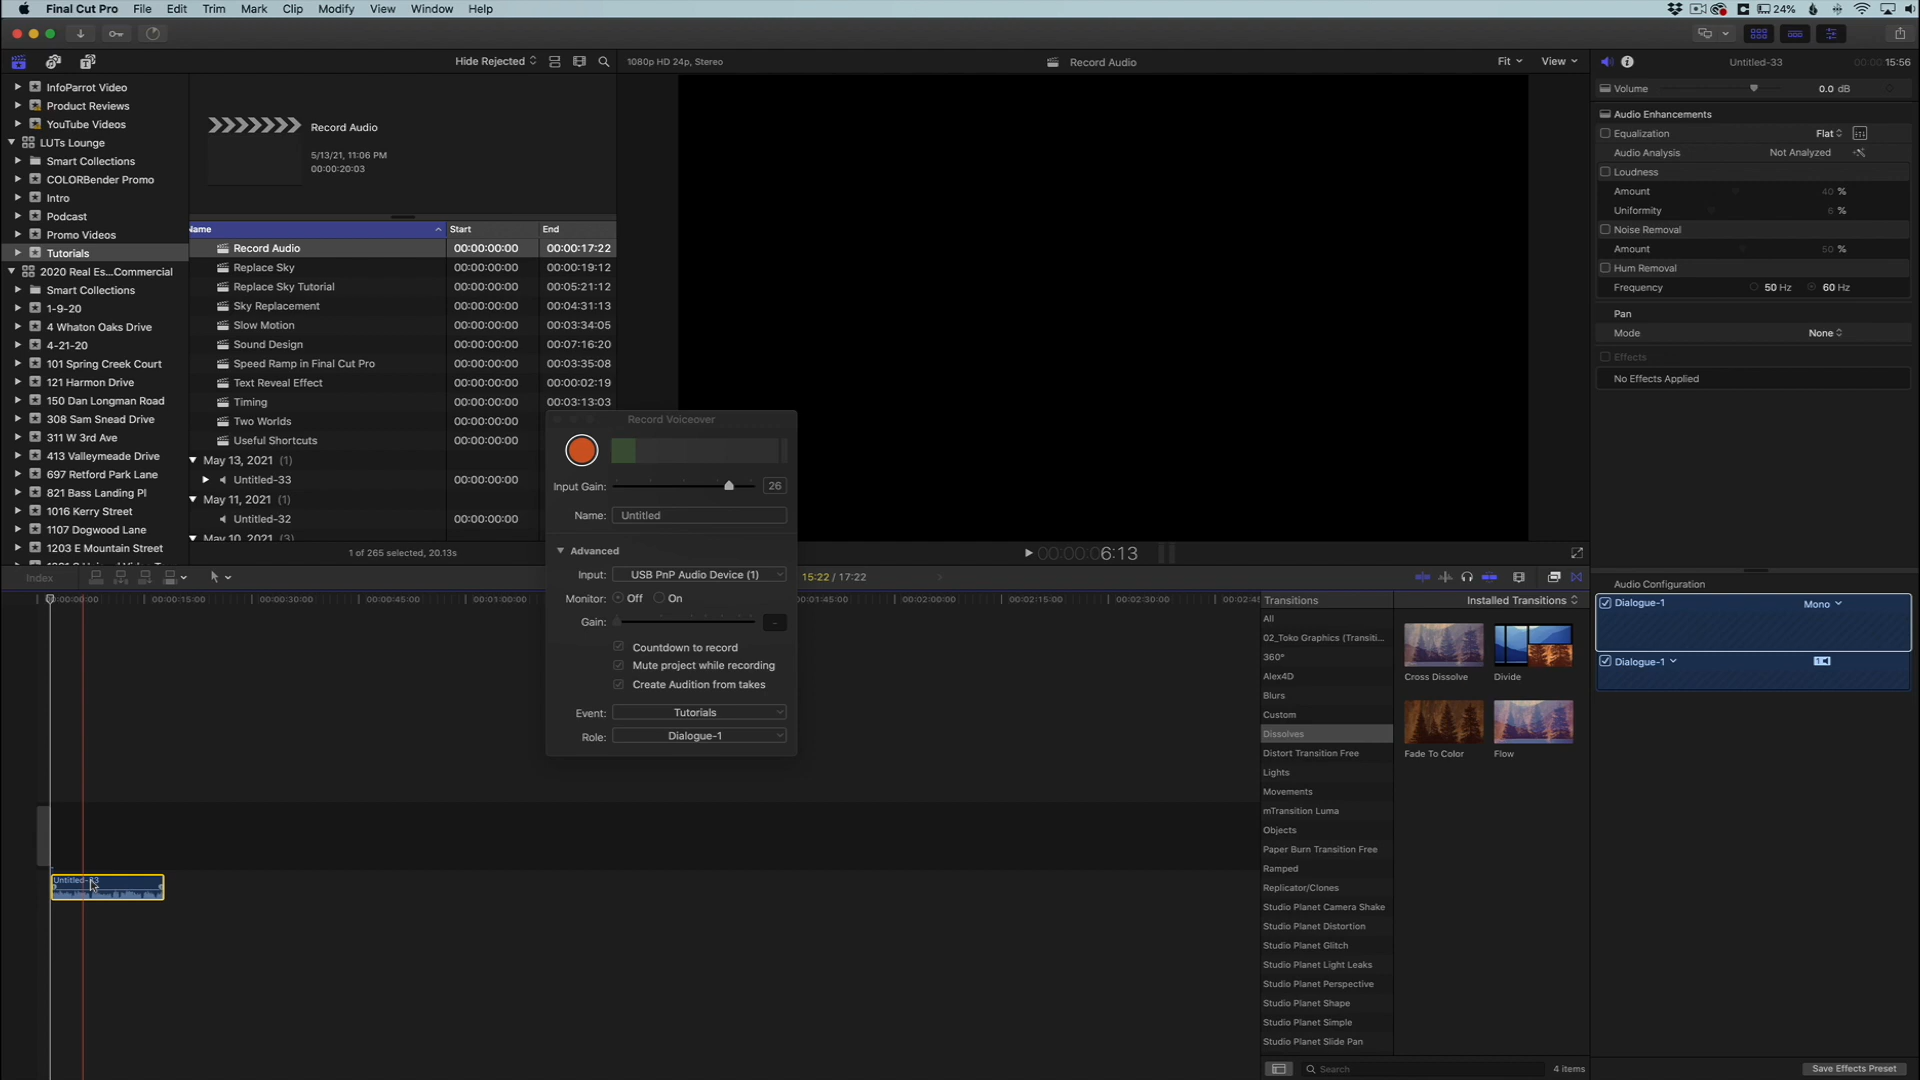 Final Cut Pro File Edit Trim Mark Clip Modify View Window Help
24%
Hide Rejected
1080p HD 24p, Stereo
Record Audio
Fit
View
Untitled-33
15:56
InfoParrot Video
Product Reviews
YouTube Videos
LUTs Lounge
Smart Collections
COLORBender Promo
Intro
Podcast
Promo Videos
Tutorials
2020 Real Es...Commercial
Smart Collections
1-9-20
4 Whaton Oaks Drive
4-21-20
101 Spring Creek Court
121 Harmon Drive
150 Dan Longman Road
308 Sam Snead Drive
311 W 3rd Ave
413 Valleymeade Drive
697 Retford Park Lane
821 Bass Landing Pl
1016 Kerry Street
1107 Dogwood Lane
1203 E Mountain Street
Record Audio
5/13/21, 11:06 PM
00:00:20:03
Name Start End
Record Audio 00:00:00:00 00:00:17:22
Replace Sky 00:00:00:00 00:00:19:12
Replace Sky Tutorial 00:00:00:00 00:05:21:12
Sky Replacement 00:00:00:00 00:04:31:13
Slow Motion 00:00:00:00 00:03:34:05
Sound Design 00:00:00:00 00:07:16:20
Speed Ramp in Final Cut Pro 00:00:00:00 00:03:35:08
Text Reveal Effect 00:00:00:00 00:00:02:19
Timing 00:00:00:00 00:03:13:03
Two Worlds 00:00:00:00
Useful Shortcuts 00:00:00:00
May 13, 2021 (1)
Untitled-33 00:00:00:00
May 11, 2021 (1)
Untitled-32 00:00:00:00
May 10, 2021 (3)
1 of 265 selected, 20.13s
Record Voiceover
Input Gain: 26
Name: Untitled
Advanced
Input: USB PnP Audio Device (1)
Monitor: Off On
Gain: -
Countdown to record
Mute project while recording
Create Audition from takes
Event: Tutorials
Role: Dialogue-1
00:00:00 6:13
Volume 0.0 dB
Audio Enhancements
Equalization Flat
Audio Analysis Not Analyzed
Loudness
Amount 40 %
Uniformity 6 %
Noise Removal
Amount 50 %
Hum Removal
Frequency 50 Hz 60 Hz
Pan
Mode None
Effects
No Effects Applied
Index
15:22 / 17:22
00:00:00:00 00:00:15:00 00:00:30:00 00:00:45:00 00:01:00:00 00:01:45:00 00:02:00:00 00:02:15:00 00:02:30:00 00:02:45
Untitled-33
Transitions
Installed Transitions
All
02_Toko Graphics (Transiti...
360°
Alex4D
Blurs
Custom
Dissolves
Distort Transition Free
Lights
Movements
mTransition Luma
Objects
Paper Burn Transition Free
Ramped
Replicator/Clones
Studio Planet Camera Shake
Studio Planet Distortion
Studio Planet Glitch
Studio Planet Light Leaks
Studio Planet Perspective
Studio Planet Shape
Studio Planet Simple
Studio Planet Slide Pan
Cross Dissolve
Divide
Fade To Color
Flow
Search
4 items
Audio Configuration
Dialogue-1 Mono
Dialogue-1
Save Effects Preset